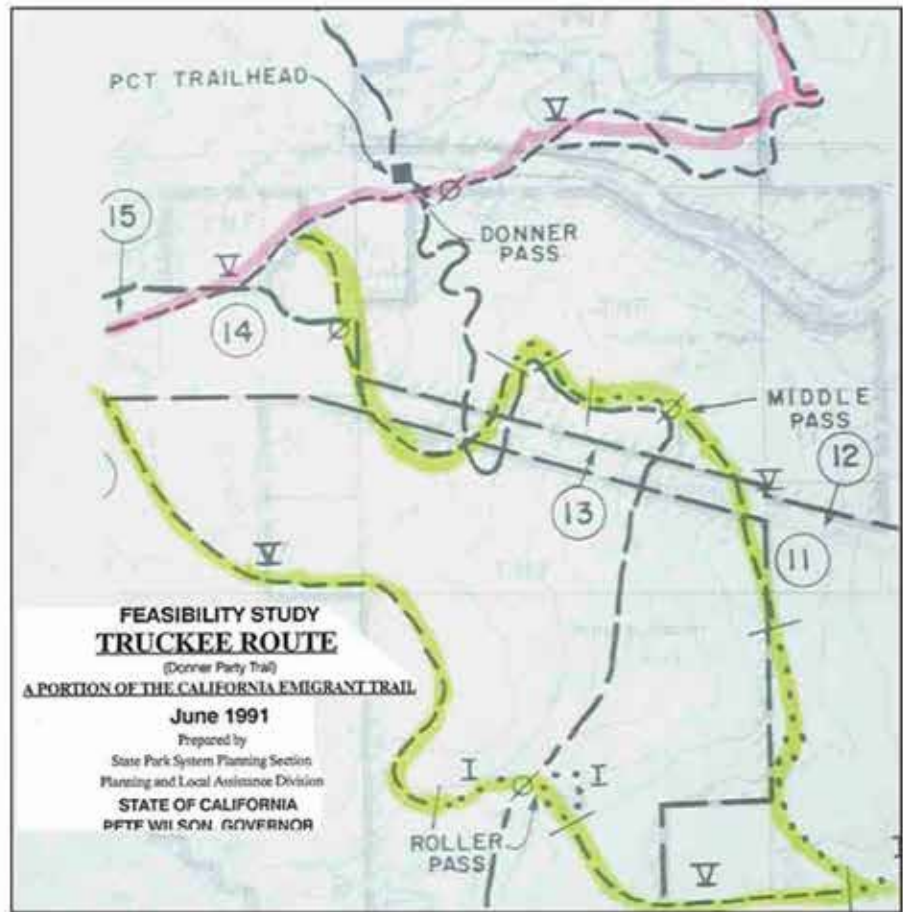 PCT TRAILHEAD
V
15
DONNER
PASS
V
14
MIDDLE
PASS
12
V
13
11
V
FEASIBILITY STUDY
TRUCKEE ROUTE
(Donner Party Trail)
A PORTION OF THE CALIFORNIA EMIGRANT TRAIL
June 1991
Prepared by
State Park System Planning Section
Planning and Local Assistance Division
STATE OF CALIFORNIA
PETE WILSON, GOVERNOR
I
I
ROLLER
PASS
V
I